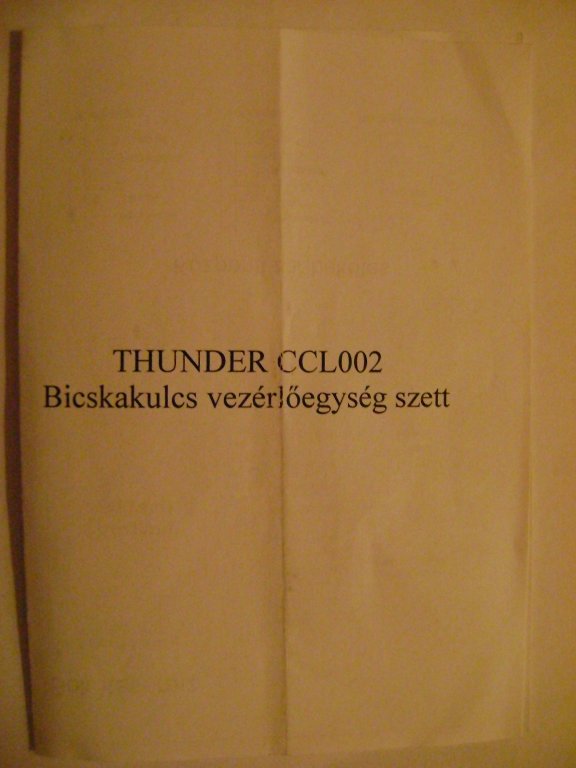 THUNDER CCL002
Bicskakulcs vezérlőegység szett